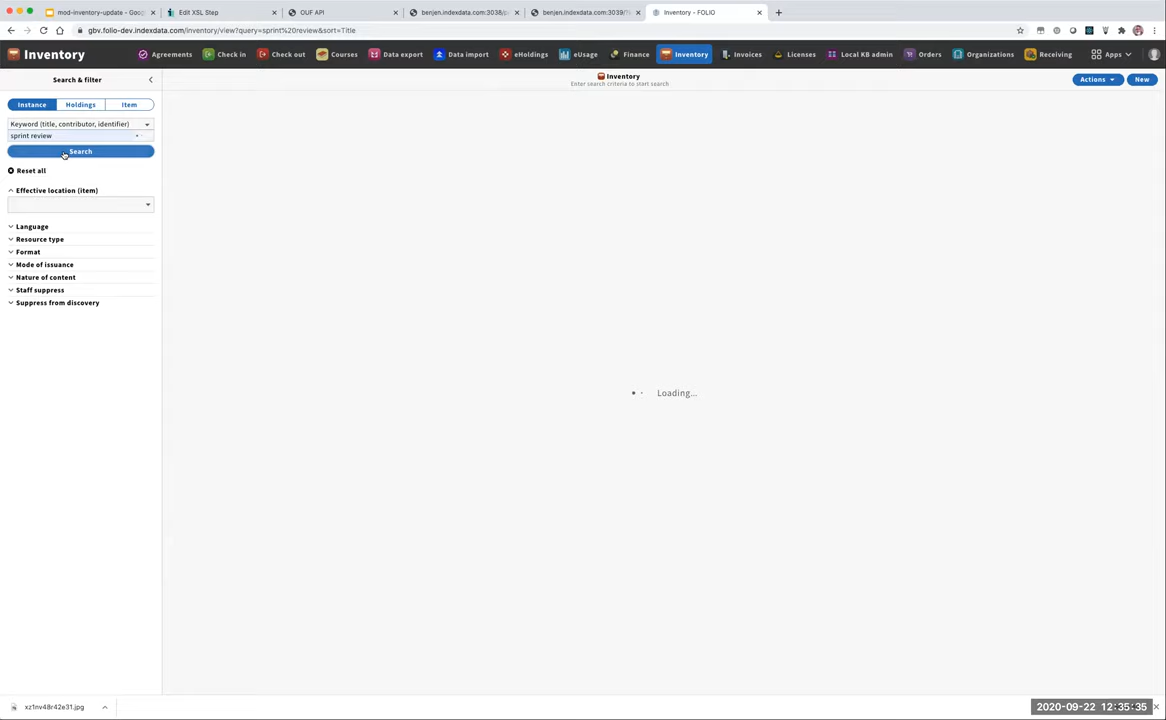 mod-inventory-update - Goo
Edit XSL Step
OUF API
benjen.indexdata.com:3038/
benjen.indexdata.com:3039/
Inventory - FOLIO
gbv.folio-dev.indexdata.com/inventory/view?query=sprint%20review&sort=Title
Inventory
Agreements
Check in
Check out
Courses
Data export
Data import
eHoldings
eUsage
Finance
Inventory
Invoices
Licenses
Local KB admin
Orders
Organizations
Receiving
Apps
Search & filter
Inventory
Enter search criteria to start search
Actions
New
Instance
Holdings
Item
Keyword (title, contributor, identifier)
sprint review
Search
Reset all
Effective location (item)
Language
Resource type
Format
Mode of issuance
Nature of content
Staff suppress
Suppress from discovery
Loading...
xz1nv48r42e31.jpg
2020-09-22 12:35:35